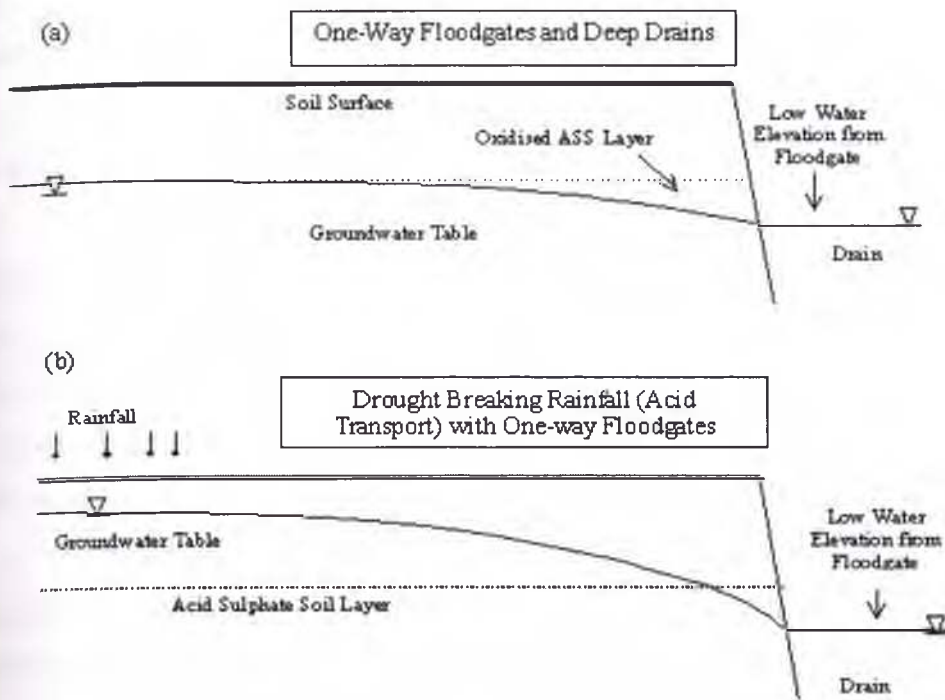 (a)
One-Way Floodgates and Deep Drains
Soil Surface
Low Water
Elevation from
Floodgate
Oxidised ASS Layer
Groundwater Table
Drain
(b)
Drought Breaking Rainfall (Acid
Transport) with One-way Floodgates
Rainfall
Groundwater Table
Low Water
Elevation from
Floodgate
Acid Sulphate Soil Layer
Drain